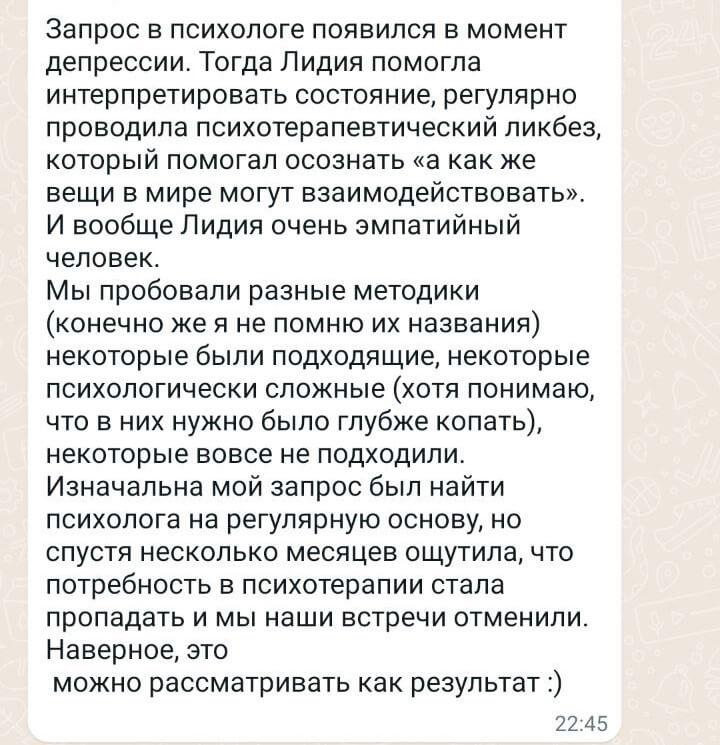 Запрос в психологе появился в момент
депрессии. Тогда Лидия помогла
интерпретировать состояние, регулярно
проводила психотерапевтический ликбез,
который помогал осознать «а как же
вещи в мире могут взаимодействовать».
И вообще Лидия очень эмпатийный
человек.
Мы пробовали разные методики
(конечно же я не помню их названия)
некоторые были подходящие, некоторые
психологически сложные (хотя понимаю,
что в них нужно было глубже копать),
некоторые вовсе не подходили.
Изначальна мой запрос был найти
психолога на регулярную основу, но
спустя несколько месяцев ощутила, что
потребность в психотерапии стала
пропадать и мы наши встречи отменили.
Наверное, это
можно рассматривать как результат :)
22:45